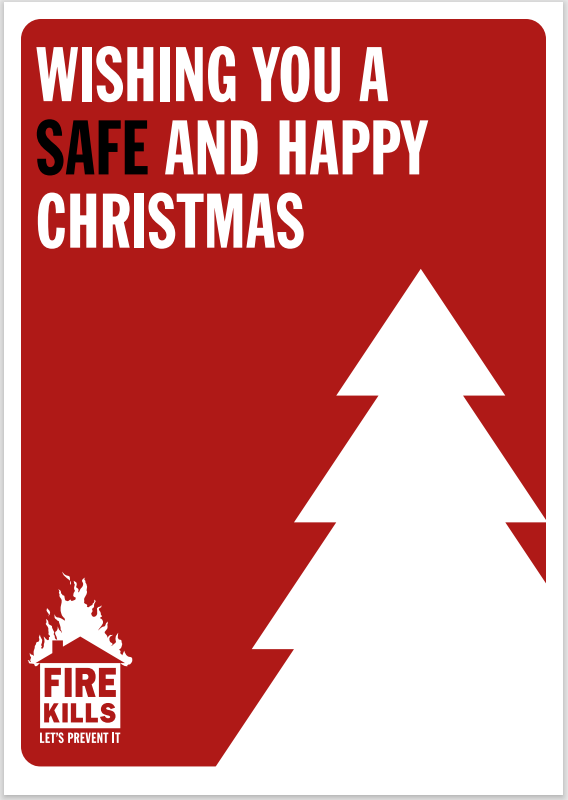 WISHING YOU A
SAFE AND HAPPY
CHRISTMAS
FIRE
KILLS
LET'S PREVENT IT